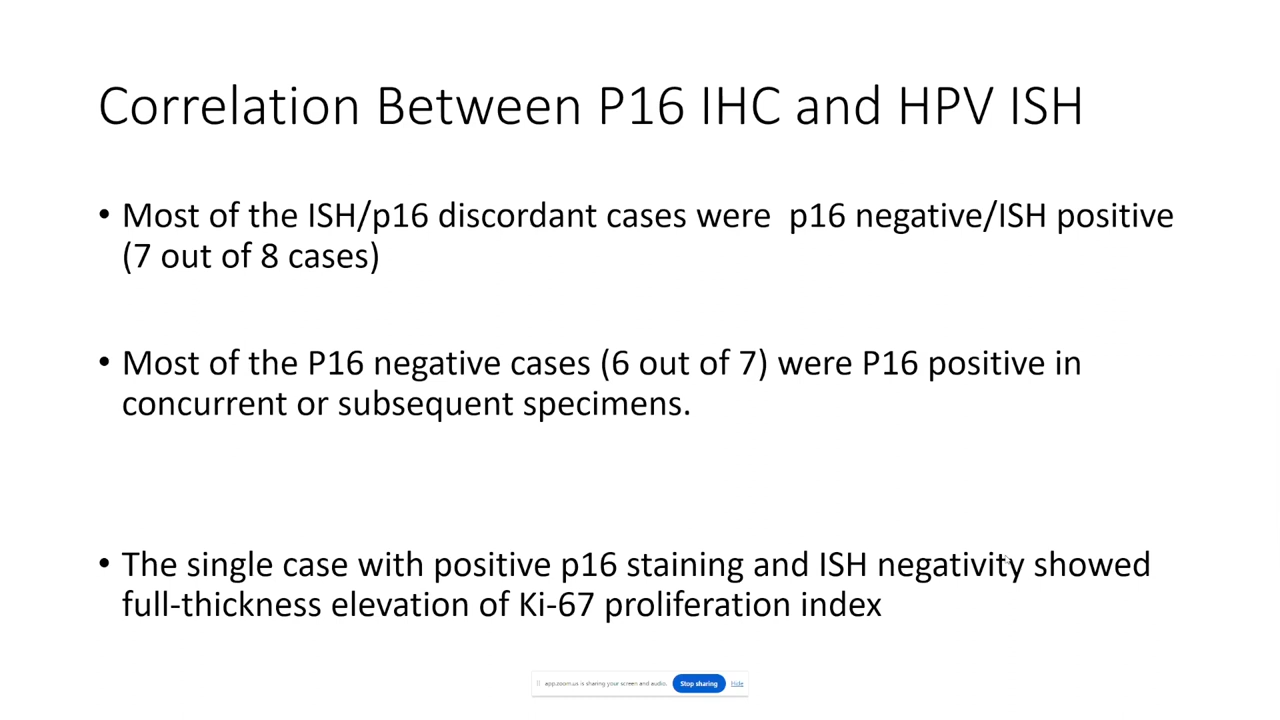 Correlation Between P16 IHC and HPV ISH
• Most of the ISH/p16 discordant cases were  p16 negative/ISH positive
(7 out of 8 cases)
• Most of the P16 negative cases (6 out of 7) were P16 positive in
concurrent or subsequent specimens.
• The single case with positive p16 staining and ISH negativity showed
full-thickness elevation of Ki-67 proliferation index
app.zoom.us is sharing your screen and audio. Stop sharing Hide